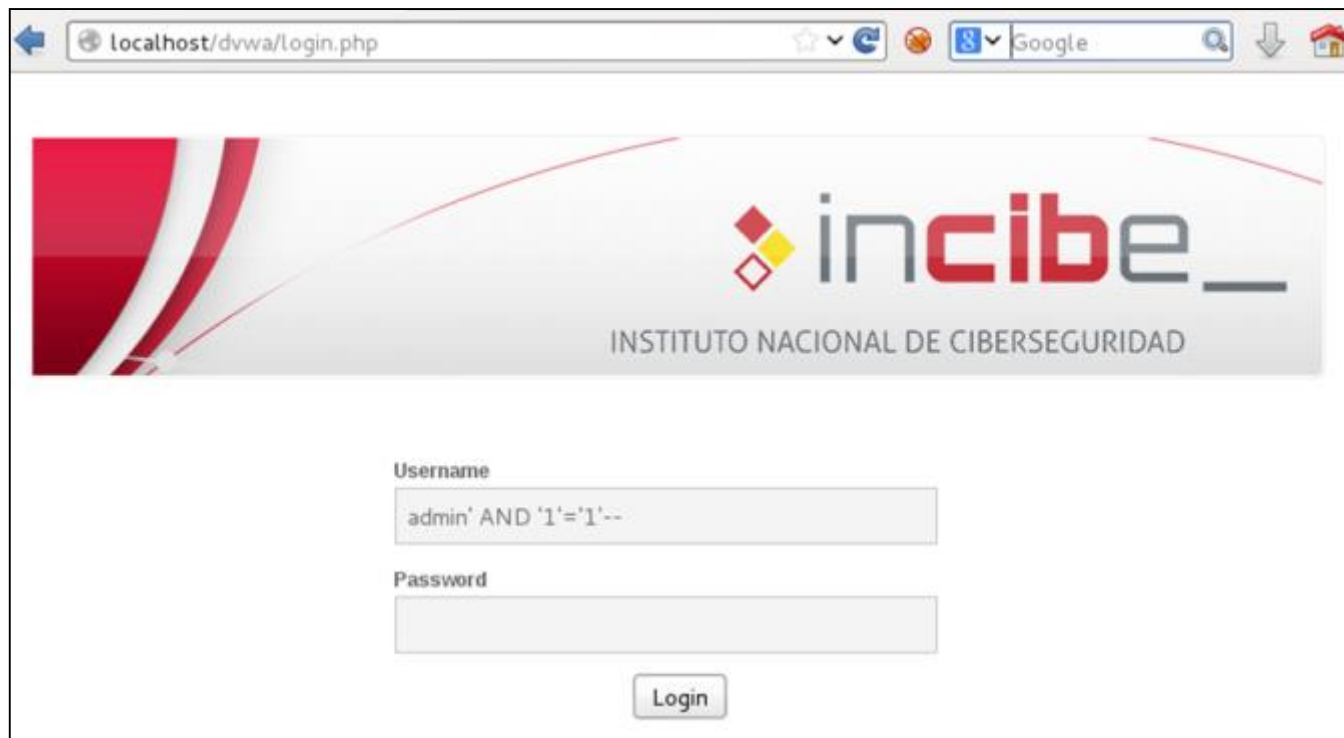 localhost/dvwa/login.php
Google
incibe_
INSTITUTO NACIONAL DE CIBERSEGURIDAD
Username
admin' AND '1'='1'--
Password
Login